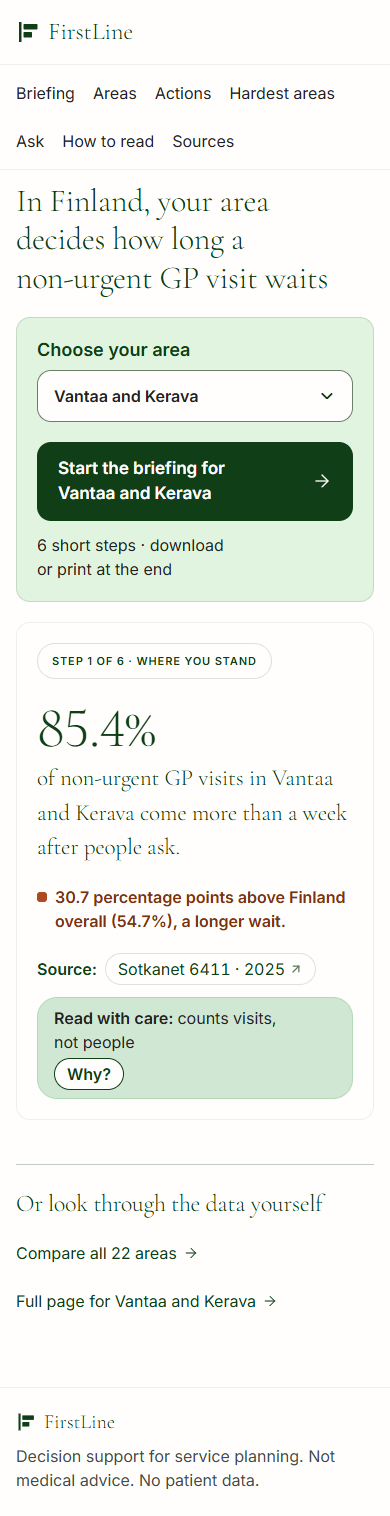 FirstLine
Briefing Areas Actions Hardest areas
Ask How to read Sources
In Finland, your area
decides how long a
non-urgent GP visit waits
Choose your area
Vantaa and Kerava
Start the briefing for
Vantaa and Kerava
6 short steps · download
or print at the end
STEP 1 OF 6 · WHERE YOU STAND
85.4%
of non-urgent GP visits in Vantaa
and Kerava come more than a week
after people ask.
30.7 percentage points above Finland
overall (54.7%), a longer wait.
Source: Sotkanet 6411 · 2025 ↗
Read with care: counts visits,
not people
Why?
Or look through the data yourself
Compare all 22 areas →
Full page for Vantaa and Kerava →
FirstLine
Decision support for service planning. Not
medical advice. No patient data.